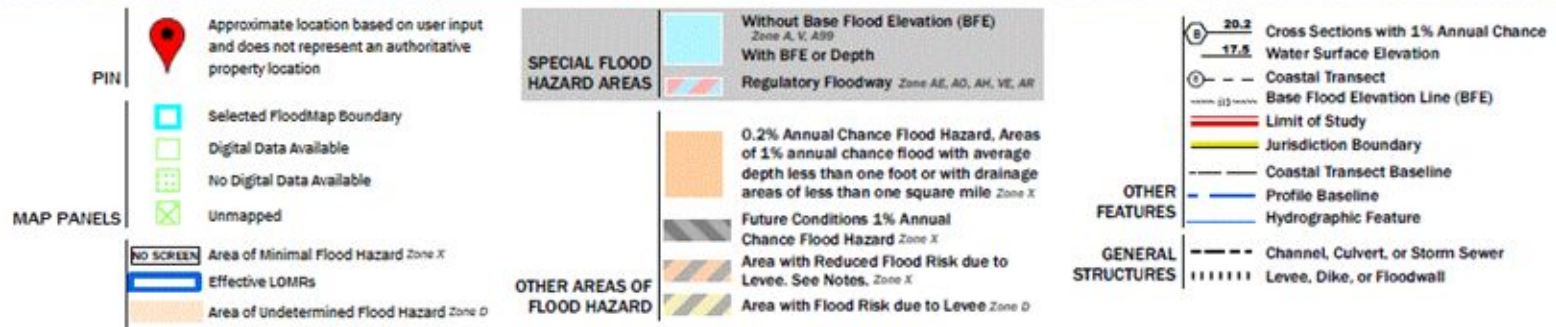 PIN
Approximate location based on user input
and does not represent an authoritative
property location
MAP PANELS
Selected FloodMap Boundary
Digital Data Available
No Digital Data Available
Unmapped
NO SCREEN Area of Minimal Flood Hazard Zone X
Effective LOMRs
Area of Undetermined Flood Hazard Zone D
SPECIAL FLOOD
HAZARD AREAS
Without Base Flood Elevation (BFE)
Zone A, V, A99
With BFE or Depth
Regulatory Floodway Zone AE, AO, AH, VE, AR
OTHER AREAS OF
FLOOD HAZARD
0.2% Annual Chance Flood Hazard, Areas
of 1% annual chance flood with average
depth less than one foot or with drainage
areas of less than one square mile Zone X
Future Conditions 1% Annual
Chance Flood Hazard Zone X
Area with Reduced Flood Risk due to
Levee. See Notes. Zone X
Area with Flood Risk due to Levee Zone D
OTHER
FEATURES
B 20.2 Cross Sections with 1% Annual Chance
17.5 Water Surface Elevation
Coastal Transect
Base Flood Elevation Line (BFE)
Limit of Study
Jurisdiction Boundary
Coastal Transect Baseline
Profile Baseline
Hydrographic Feature
GENERAL
STRUCTURES
Channel, Culvert, or Storm Sewer
Levee, Dike, or Floodwall